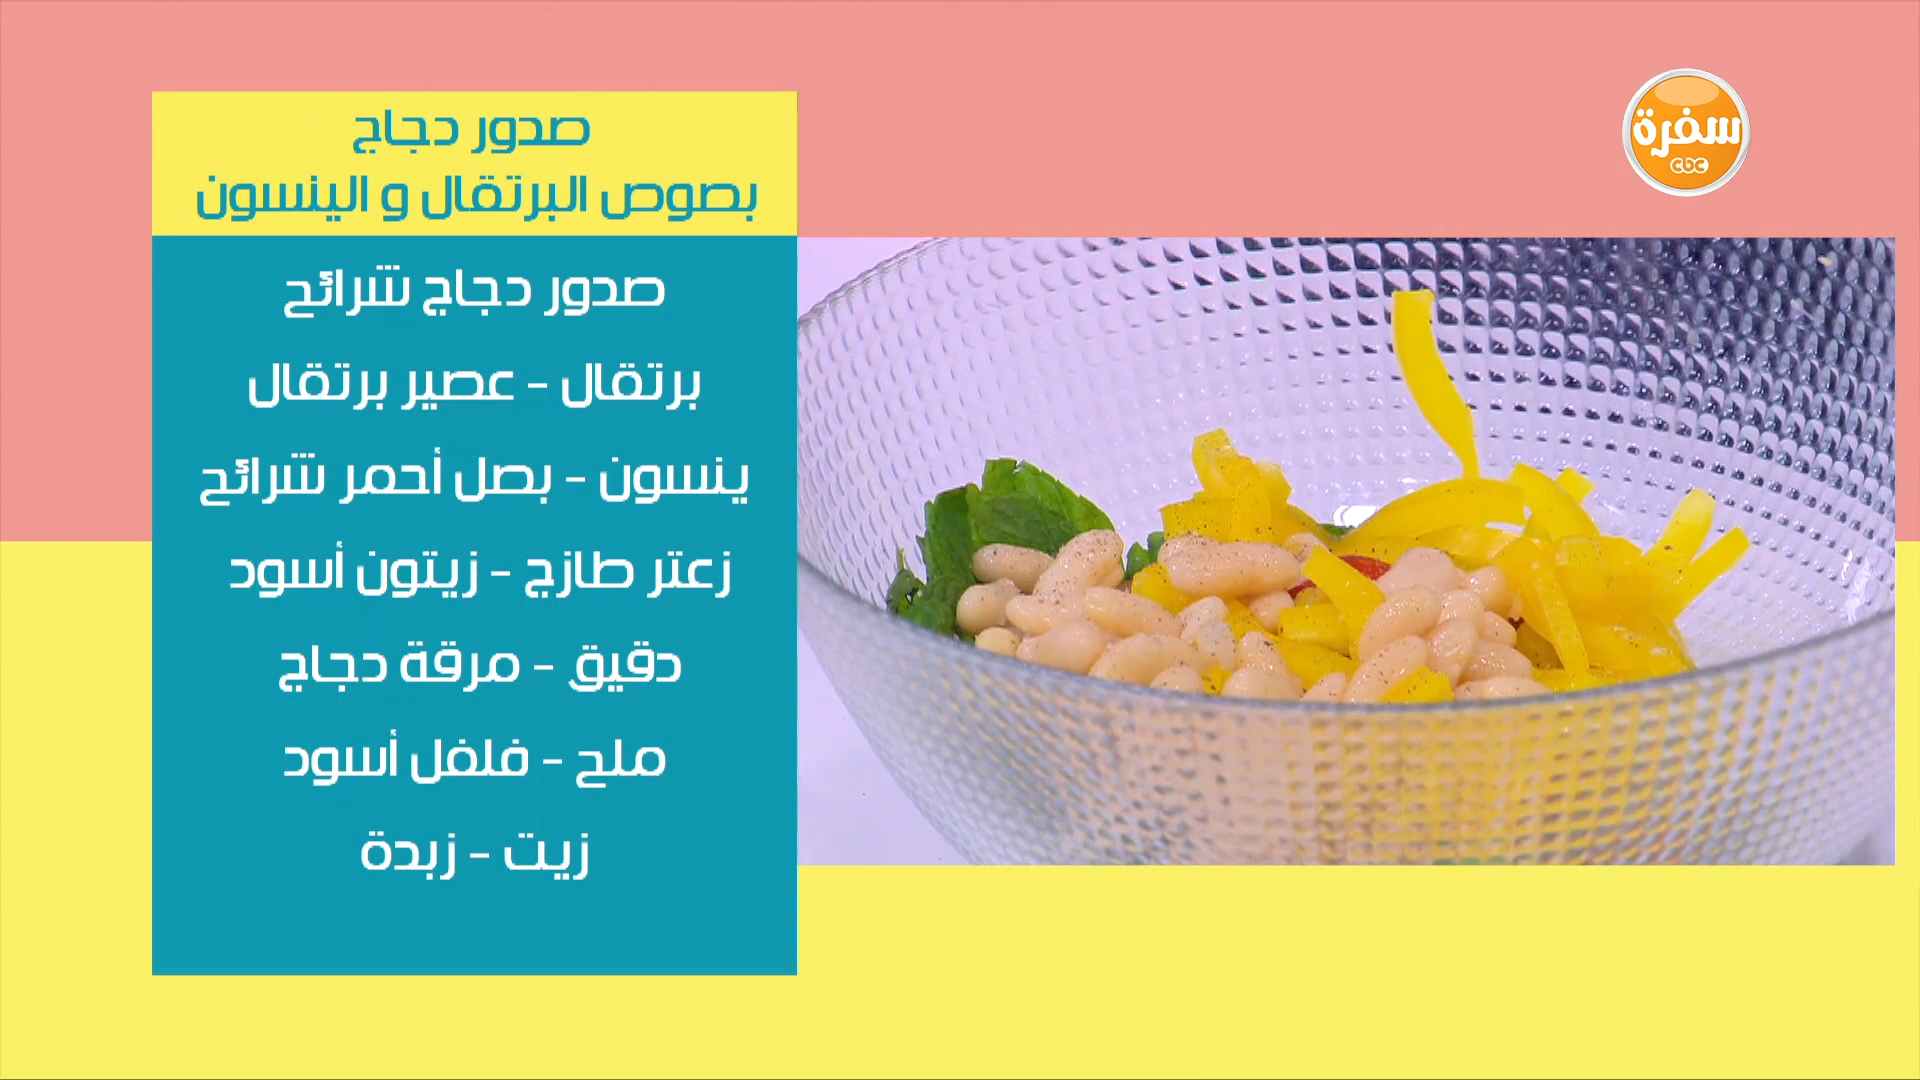 صدور دجاج
بصوص البرتقال و الينسون
صدور دجاج شرائح
برتقال - عصير برتقال
ينسون - بصل أحمر شرائح
زعتر طازج - زيتون أسود
دقيق - مرقة دجاج
ملح - فلفل أسود
زيت - زبدة
سفرة
cbc